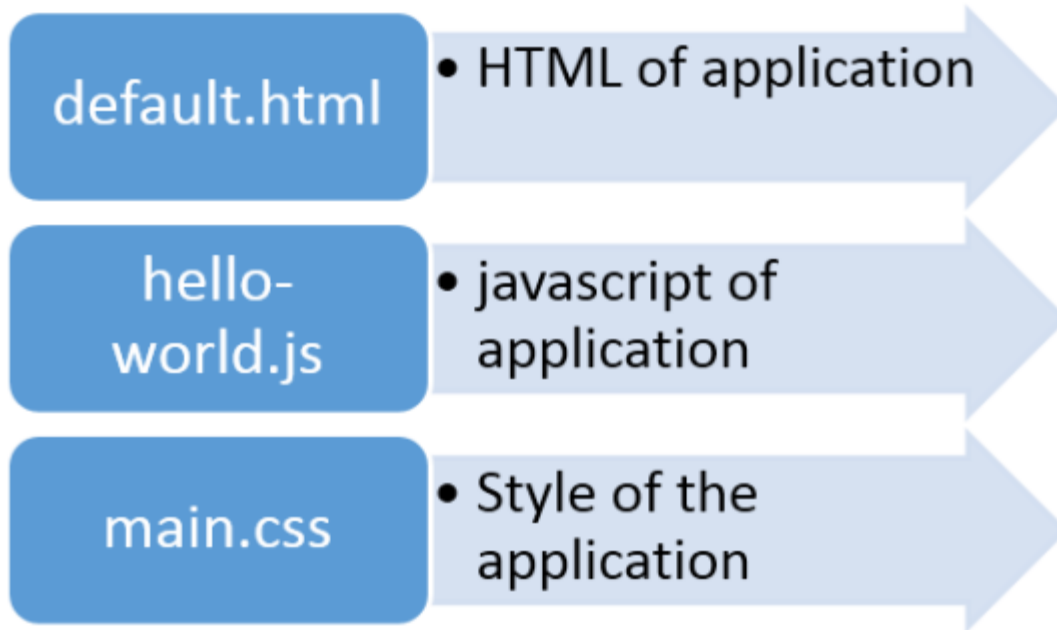 default.html
• HTML of application
hello-
world.js
• javascript of
application
main.css
• Style of the
application